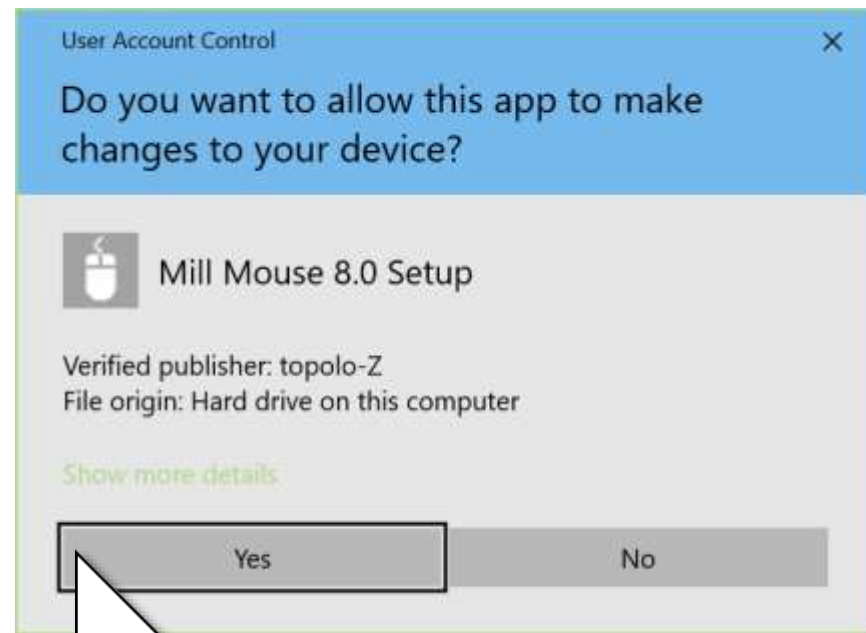 User Account Control
Do you want to allow this app to make
changes to your device?
Mill Mouse 8.0 Setup
Verified publisher: topolo-Z
File origin: Hard drive on this computer
Show more details
Yes
No